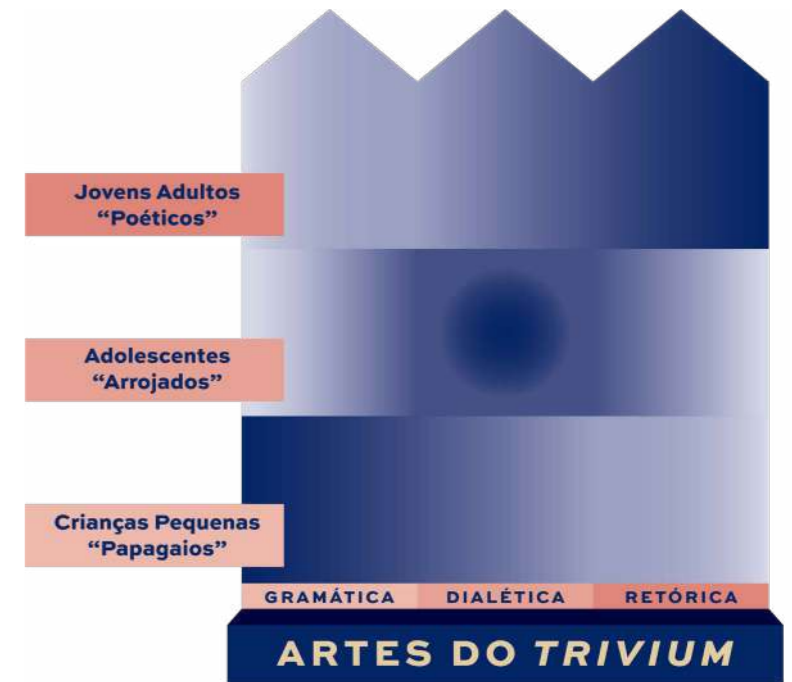 Jovens Adultos
“Poéticos”
Adolescentes
“Arrojados”
Crianças Pequenas
“Papagaios”
GRAMÁTICA DIALÉTICA RETÓRICA
ARTES DO TRIVIUM